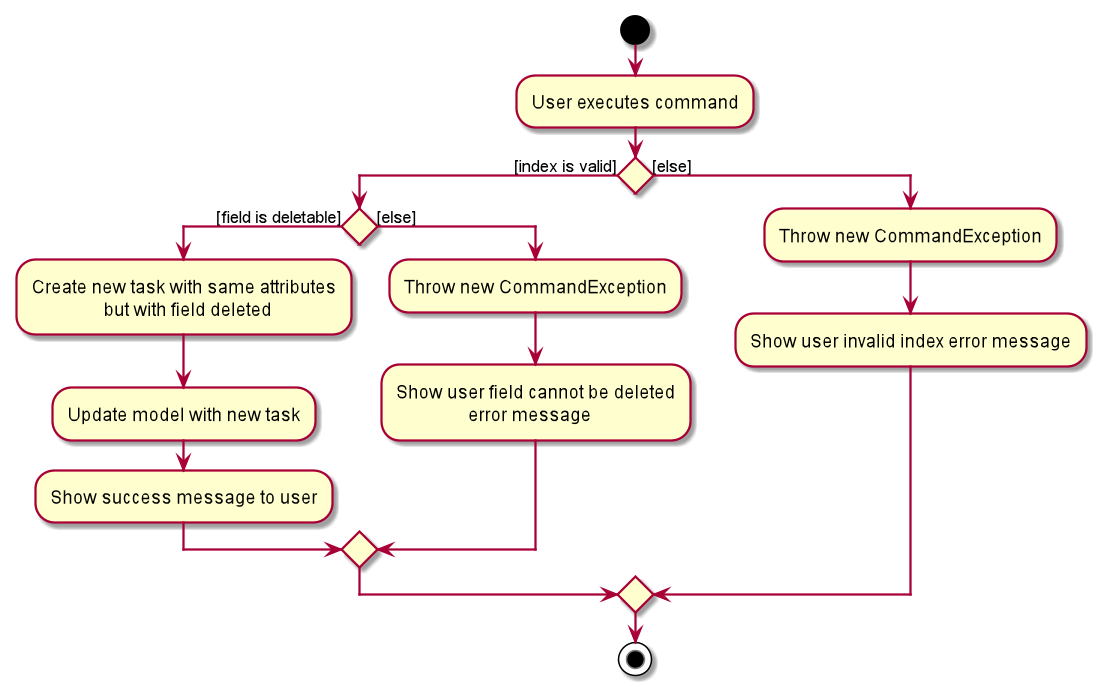 User executes command
[index is valid]
[else]
[field is deletable]
[else]
Create new task with same attributes
but with field deleted
Update model with new task
Show success message to user
Throw new CommandException
Show user field cannot be deleted
error message
Throw new CommandException
Show user invalid index error message